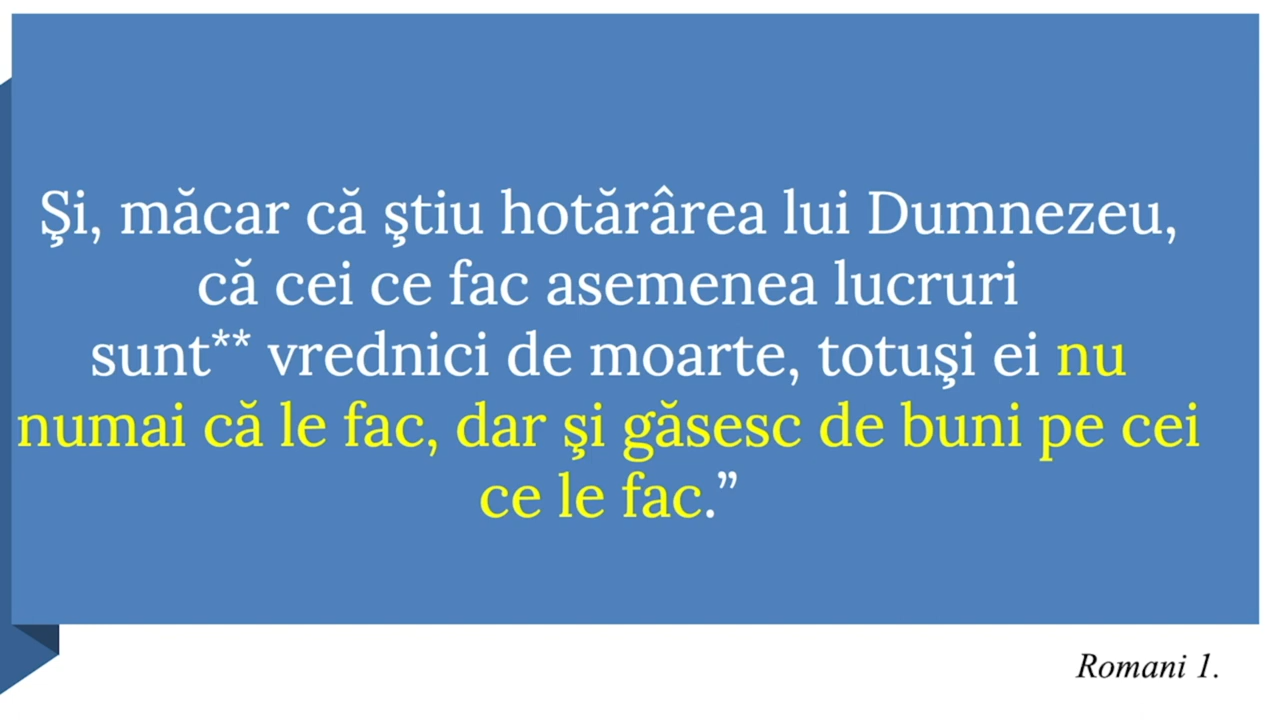 Şi, măcar că ştiu hotărârea lui Dumnezeu,
că cei ce fac asemenea lucruri
sunt** vrednici de moarte, totuşi ei nu
numai că le fac, dar şi găsesc de buni pe cei
ce le fac.”
Romani 1.